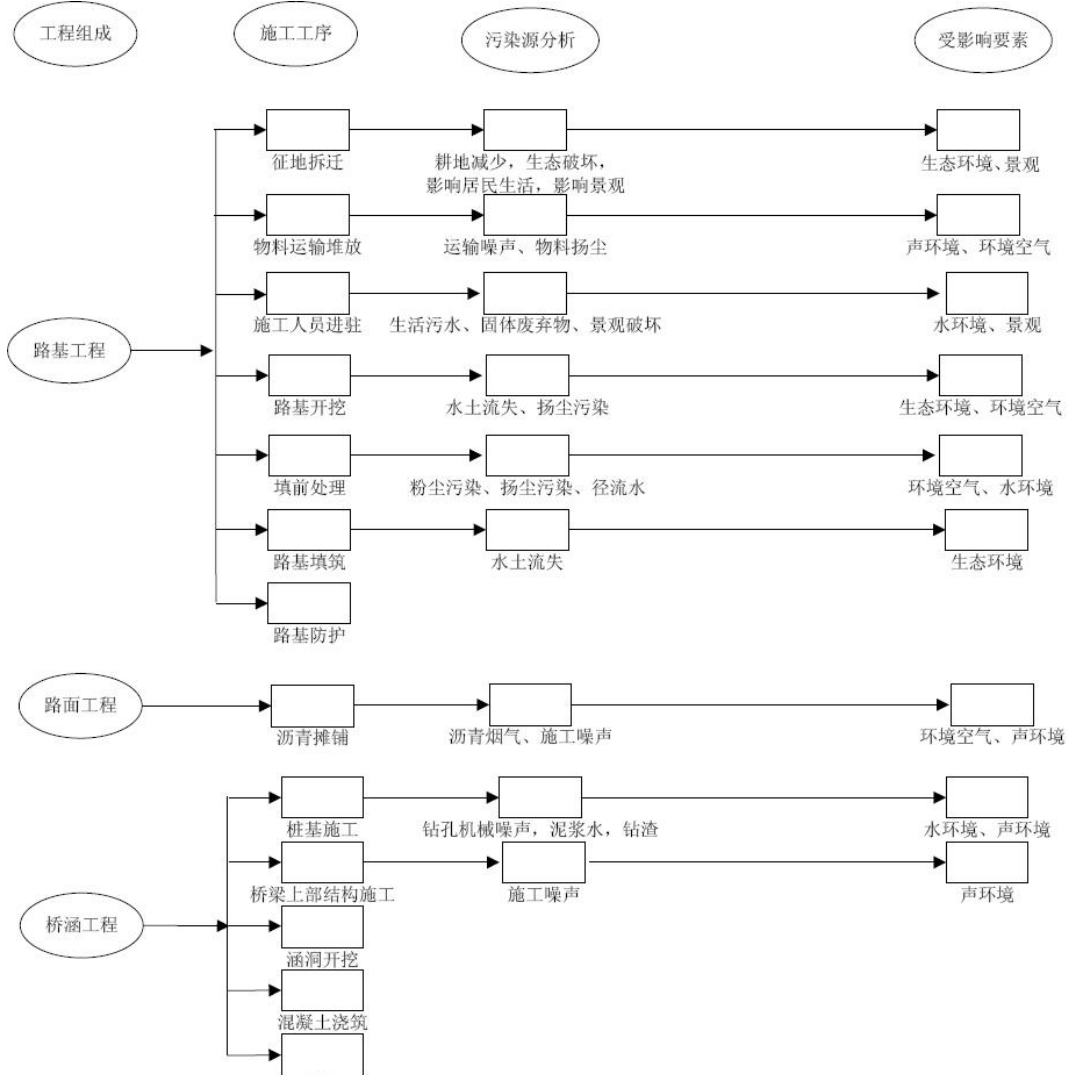 工程组成
施工工序
污染源分析
受影响要素
征地拆迁
耕地减少，生态破坏，
影响居民生活，影响景观
生态环境、景观
物料运输堆放
运输噪声、物料扬尘
声环境、环境空气
施工人员进驻
生活污水、固体废弃物、景观破坏
水环境、景观
路基工程
路基开挖
水土流失、扬尘污染
生态环境、环境空气
填前处理
粉尘污染、扬尘污染、径流水
环境空气、水环境
路基填筑
水土流失
生态环境
路基防护
路面工程
沥青摊铺
沥青烟气、施工噪声
环境空气、声环境
桩基施工
钻孔机械噪声，泥浆水，钻渣
水环境、声环境
桥梁上部结构施工
施工噪声
声环境
桥涵工程
涵洞开挖
混凝土浇筑